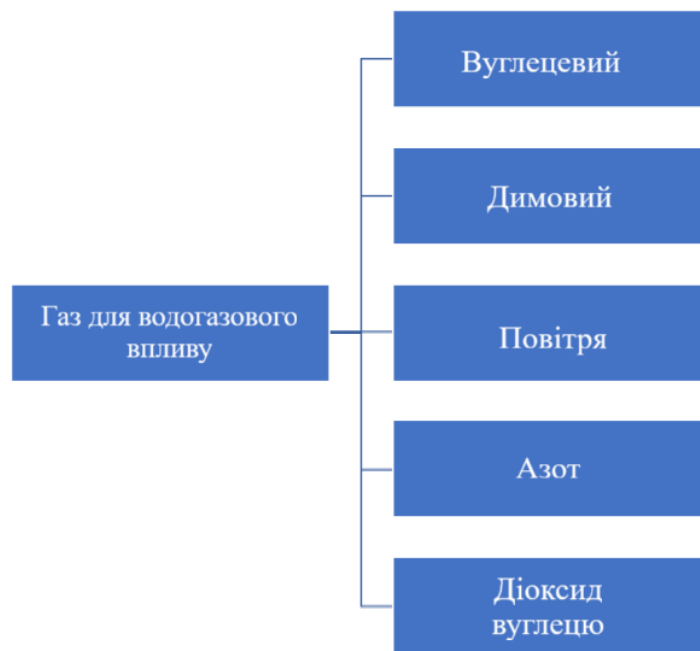 Вуглецевий
Димовий
Газ для водогазового
впливу
Повітря
Азот
Діоксид
вуглецю